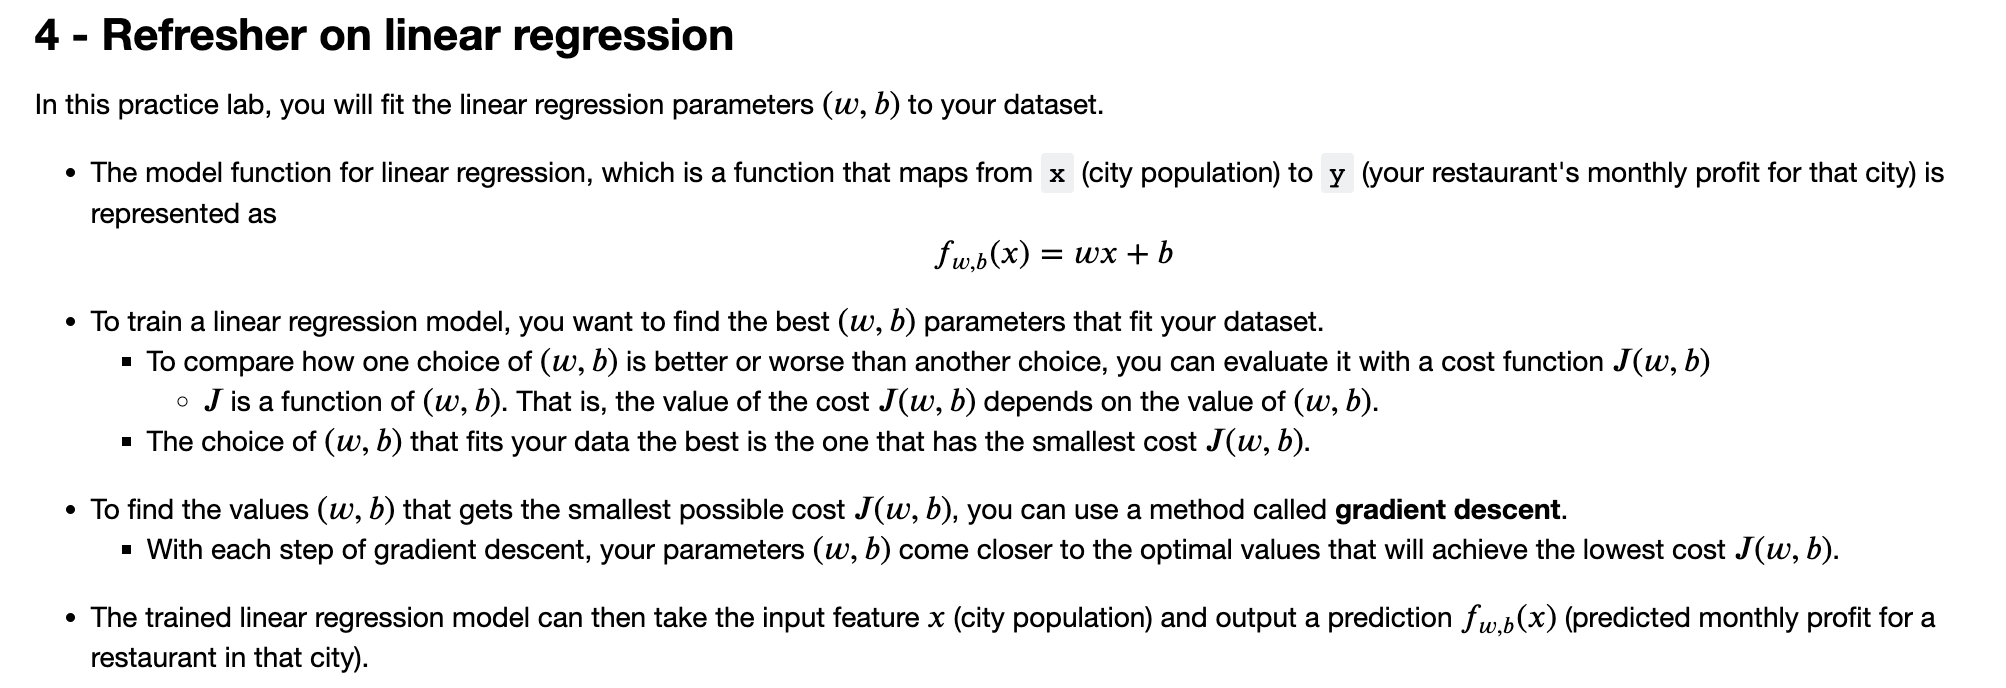 4 - Refresher on linear regression
In this practice lab, you will fit the linear regression parameters (w, b) to your dataset.
• The model function for linear regression, which is a function that maps from x (city population) to y (your restaurant's monthly profit for that city) is
represented as
f_{w,b}(x) = wx + b
• To train a linear regression model, you want to find the best (w, b) parameters that fit your dataset.
▪ To compare how one choice of (w, b) is better or worse than another choice, you can evaluate it with a cost function J(w, b)
◦ J is a function of (w, b). That is, the value of the cost J(w, b) depends on the value of (w, b).
▪ The choice of (w, b) that fits your data the best is the one that has the smallest cost J(w, b).
• To find the values (w, b) that gets the smallest possible cost J(w, b), you can use a method called gradient descent.
▪ With each step of gradient descent, your parameters (w, b) come closer to the optimal values that will achieve the lowest cost J(w, b).
• The trained linear regression model can then take the input feature x (city population) and output a prediction f_{w,b}(x) (predicted monthly profit for a
restaurant in that city).